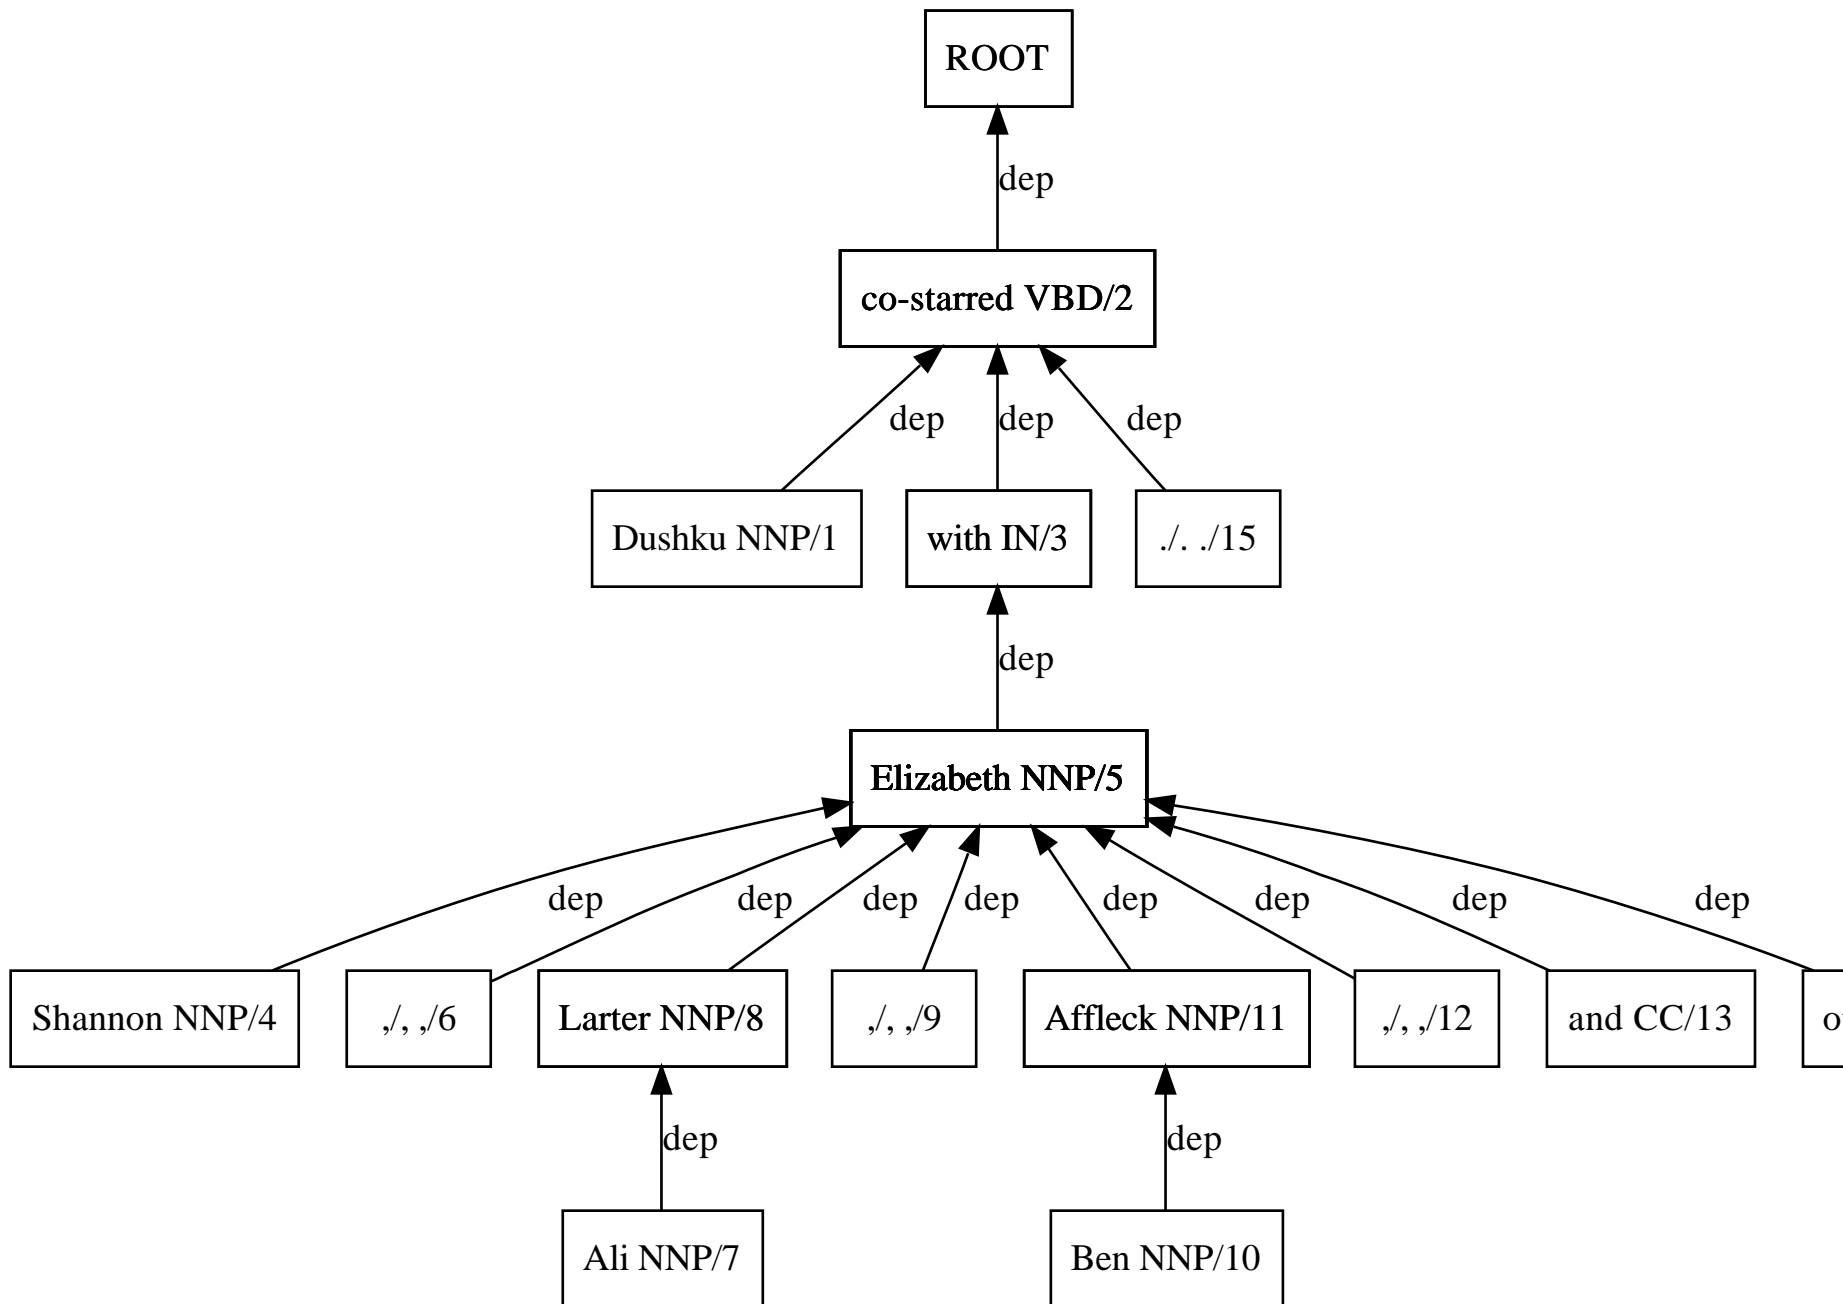 ROOT
dep
co-starred VBD/2
dep dep dep
Dushku NNP/1 with IN/3 ./. ./15
dep
Elizabeth NNP/5
dep dep dep dep dep dep dep dep
Shannon NNP/4 ,/, ,/6 Larter NNP/8 ,/, ,/9 Affleck NNP/11 ,/, ,/12 and CC/13
dep dep
Ali NNP/7 Ben NNP/10